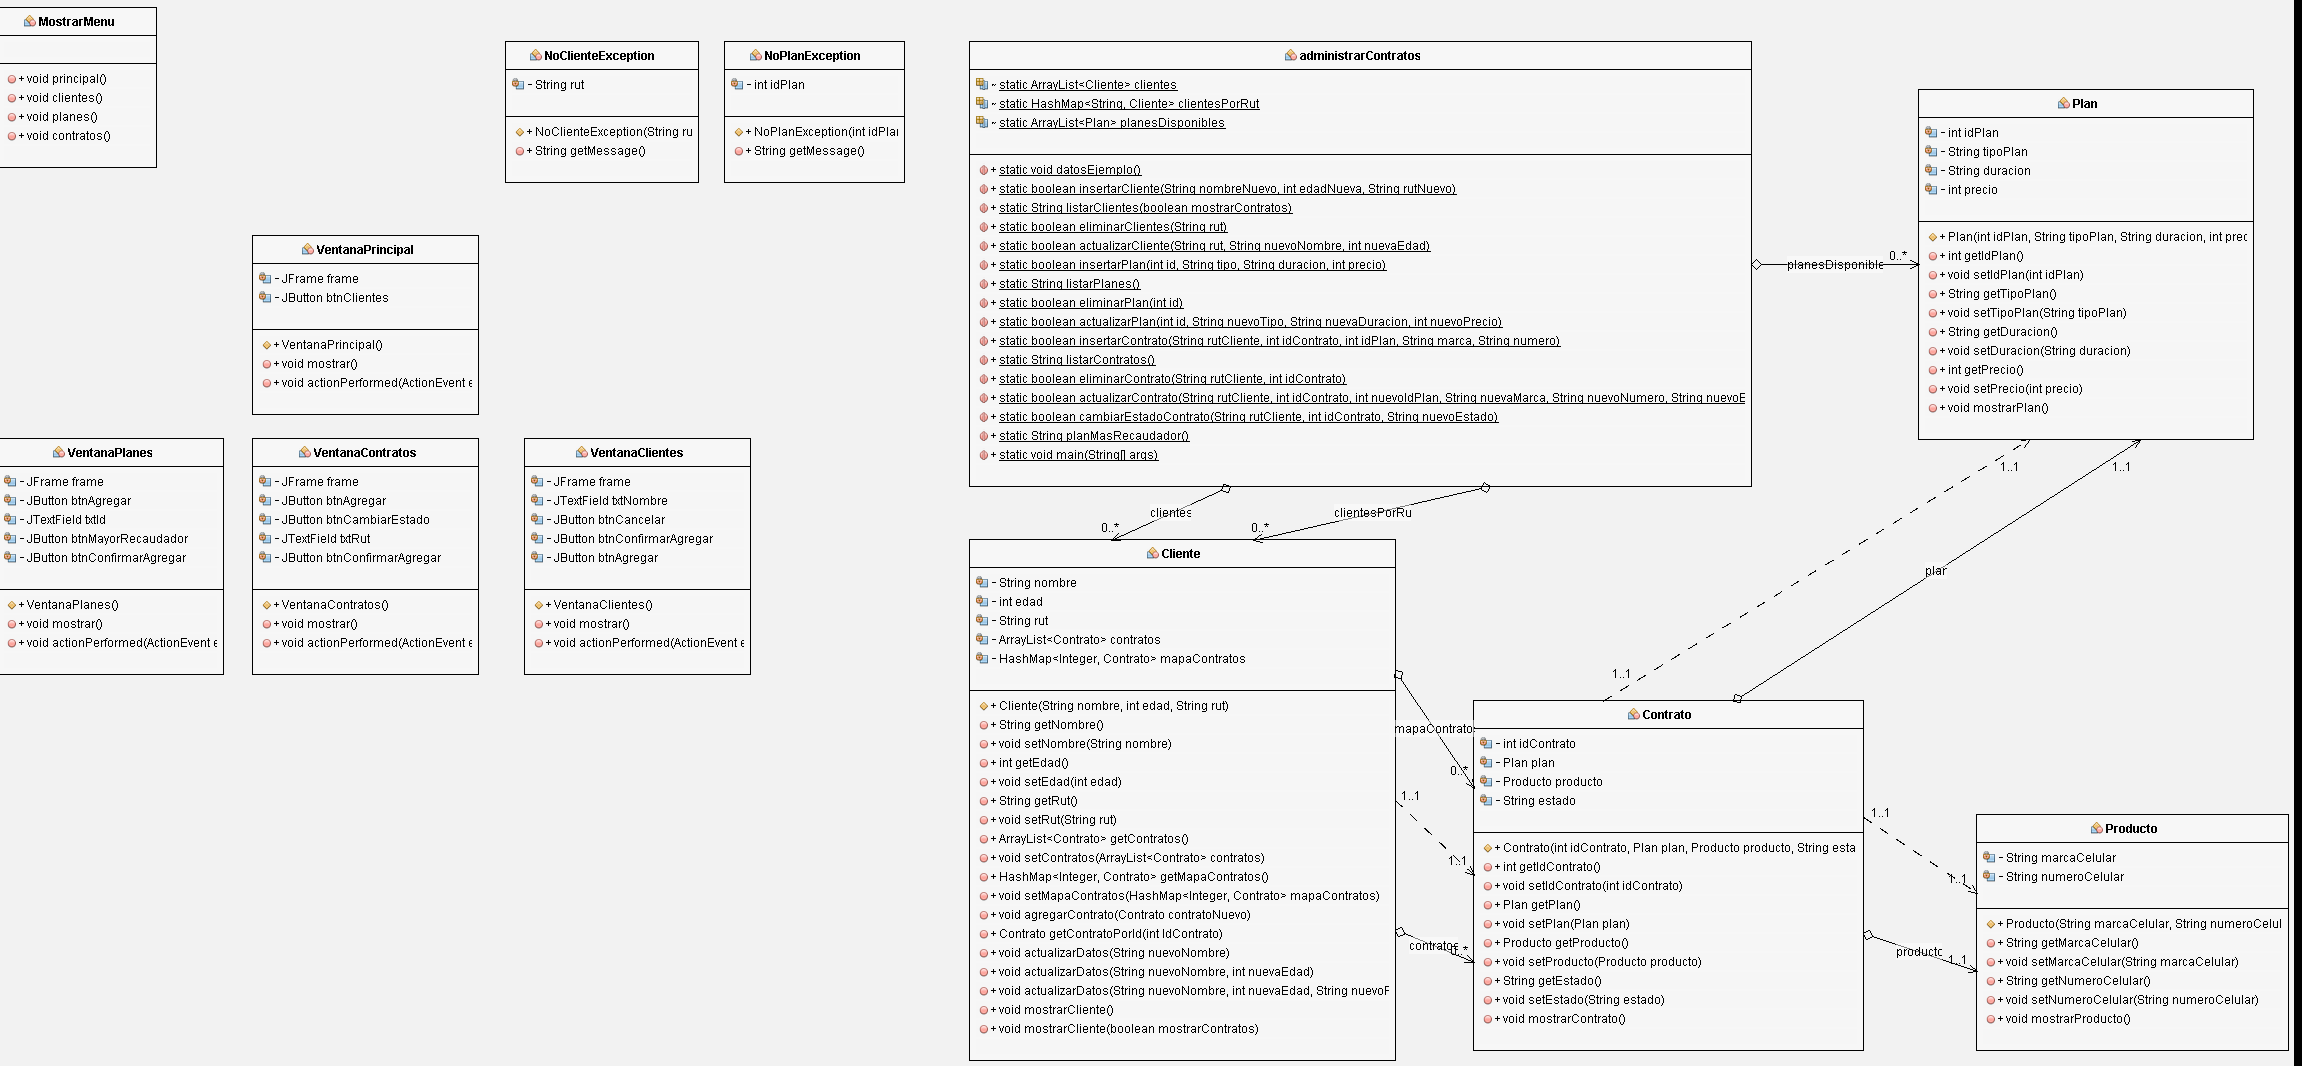 MostrarMenu
+ void principal()
+ void clientes()
+ void planes()
+ void contratos()
NoClienteException
- String rut
+ NoClienteException(String ru
+ String getMessage()
NoPlanException
- int idPlan
+ NoPlanException(int idPlan
+ String getMessage()
administrarContratos
~ static ArrayList<Cliente> clientes
~ static HashMap<String, Cliente> clientesPorRut
~ static ArrayList<Plan> planesDisponibles
+ static void datosEjemplo()
+ static boolean insertarCliente(String nombreNuevo, int edadNueva, String rutNuevo)
+ static String listarClientes(boolean mostrarContratos)
+ static boolean eliminarClientes(String rut)
+ static boolean actualizarCliente(String rut, String nuevoNombre, int nuevaEdad)
+ static boolean insertarPlan(int id, String tipo, String duracion, int precio)
+ static String listarPlanes()
+ static boolean eliminarPlan(int id)
+ static boolean actualizarPlan(int id, String nuevoTipo, String nuevaDuracion, int nuevoPrecio)
+ static boolean insertarContrato(String rutCliente, int idContrato, int idPlan, String marca, String numero)
+ static String listarContratos()
+ static boolean eliminarContrato(String rutCliente, int idContrato)
+ static boolean actualizarContrato(String rutCliente, int idContrato, int nuevoIdPlan, String nuevaMarca, String nuevoNumero, String nuevoE
+ static boolean cambiarEstadoContrato(String rutCliente, int idContrato, String nuevoEstado)
+ static String planMasRecaudador()
+ static void main(String[] args)
planesDisponible
0..*
Plan
- int idPlan
- String tipoPlan
- String duracion
- int precio
+ Plan(int idPlan, String tipoPlan, String duracion, int prec
+ int getIdPlan()
+ void setIdPlan(int idPlan)
+ String getTipoPlan()
+ void setTipoPlan(String tipoPlan)
+ String getDuracion()
+ void setDuracion(String duracion)
+ int getPrecio()
+ void setPrecio(int precio)
+ void mostrarPlan()
VentanaPrincipal
- JFrame frame
- JButton btnClientes
+ VentanaPrincipal()
+ void mostrar()
+ void actionPerformed(ActionEvent e
VentanaPlanes
- JFrame frame
- JButton btnAgregar
- JTextField txtId
- JButton btnMayorRecaudador
- JButton btnConfirmarAgregar
+ VentanaPlanes()
+ void mostrar()
+ void actionPerformed(ActionEvent e
VentanaContratos
- JFrame frame
- JButton btnAgregar
- JButton btnCambiarEstado
- JTextField txtRut
- JButton btnConfirmarAgregar
+ VentanaContratos()
+ void mostrar()
+ void actionPerformed(ActionEvent e
VentanaClientes
- JFrame frame
- JTextField txtNombre
- JButton btnCancelar
- JButton btnConfirmarAgregar
- JButton btnAgregar
+ VentanaClientes()
+ void mostrar()
+ void actionPerformed(ActionEvent e
clientes
0..*
clientesPorRu
0..*
Cliente
- String nombre
- int edad
- String rut
- ArrayList<Contrato> contratos
- HashMap<Integer, Contrato> mapaContratos
+ Cliente(String nombre, int edad, String rut)
+ String getNombre()
+ void setNombre(String nombre)
+ int getEdad()
+ void setEdad(int edad)
+ String getRut()
+ void setRut(String rut)
+ ArrayList<Contrato> getContratos()
+ void setContratos(ArrayList<Contrato> contratos)
+ HashMap<Integer, Contrato> getMapaContratos()
+ void setMapaContratos(HashMap<Integer, Contrato> mapaContratos)
+ void agregarContrato(Contrato contratoNuevo)
+ Contrato getContratoPorId(int IdContrato)
+ void actualizarDatos(String nuevoNombre)
+ void actualizarDatos(String nuevoNombre, int nuevaEdad)
+ void actualizarDatos(String nuevoNombre, int nuevaEdad, String nuevoR
+ void mostrarCliente()
+ void mostrarCliente(boolean mostrarContratos)
1..1
1..1
plan
1..1
mapaContrato
0..*
1..1
1..1
contratos
0..*
Contrato
- int idContrato
- Plan plan
- Producto producto
- String estado
+ Contrato(int idContrato, Plan plan, Producto producto, String esta
+ int getIdContrato()
+ void setIdContrato(int idContrato)
+ Plan getPlan()
+ void setPlan(Plan plan)
+ Producto getProducto()
+ void setProducto(Producto producto)
+ String getEstado()
+ void setEstado(String estado)
+ void mostrarContrato()
1..1
1..1
producto
1..1
Producto
- String marcaCelular
- String numeroCelular
+ Producto(String marcaCelular, String numeroCelul
+ String getMarcaCelular()
+ void setMarcaCelular(String marcaCelular)
+ String getNumeroCelular()
+ void setNumeroCelular(String numeroCelular)
+ void mostrarProducto()